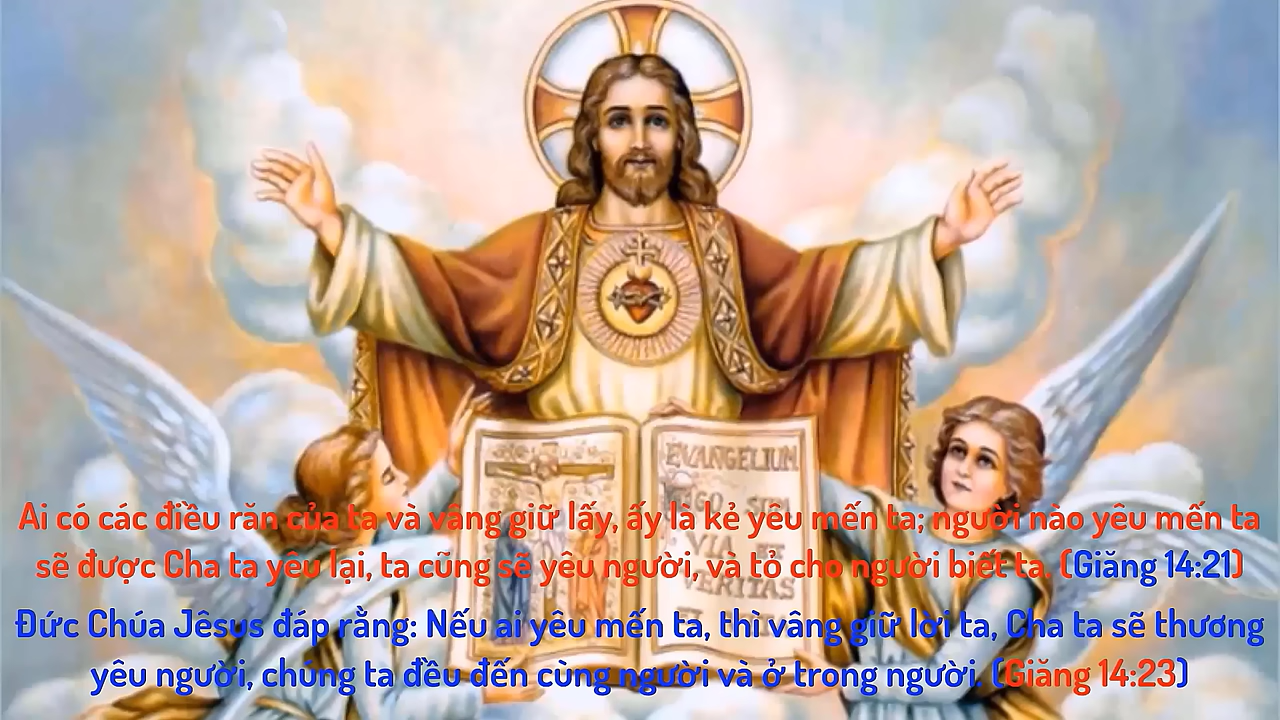 EVANGELIUM
EGO SUM
VIA ET
VERITAS
Ai có các điều răn của ta và vâng giữ lấy, ấy là kẻ yêu mến ta; người nào yêu mến ta
sẽ được Cha ta yêu lại, ta cũng sẽ yêu người, và tỏ cho người biết ta. (Giăng 14:21)
Đức Chúa Jêsus đáp rằng: Nếu ai yêu mến ta, thì vâng giữ lời ta, Cha ta sẽ thương
yêu người, chúng ta đều đến cùng người và ở trong người. (Giăng 14:23)